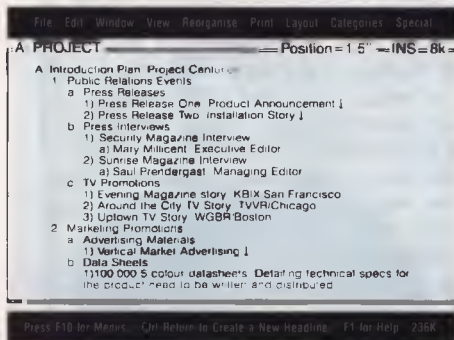 File Edit Window View Reorganise Print Layout Categories Special
A PROJECT Position = 1 5" INS = 8k
A Introduction Plan Project Centurion
1 Public Relations Events
a Press Releases
1) Press Release One Product Announcement ↓
2) Press Release Two Installation Story ↓
b Press Interviews
1) Security Magazine Interview
a) Mary Millicent Executive Editor
2) Sunrise Magazine Interview
a) Saul Prendergast Managing Editor
c TV Promotions
1) Evening Magazine story KBIX San Francisco
2) Around the City TV Story TVVR/Chicago
3) Uptown TV Story WGBR Boston
2 Marketing Promotions
a Advertising Materials
1) Vertical Market Advertising ↓
b Data Sheets
1) 100 000 5 colour datasheets Detailing technical specs for
the product need to be written and distributed
Press F10 for Menus Ctrl-Return to Create a New Headline F1 for Help 236K